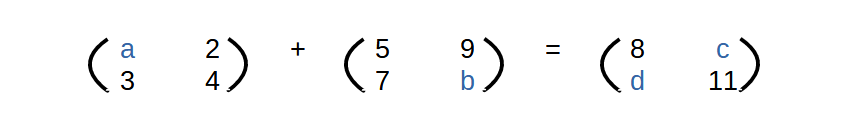 ( a 2 ) + ( 5 9 ) = ( 8 c )
( 3 4 ) ( 7 b ) ( d 11 )